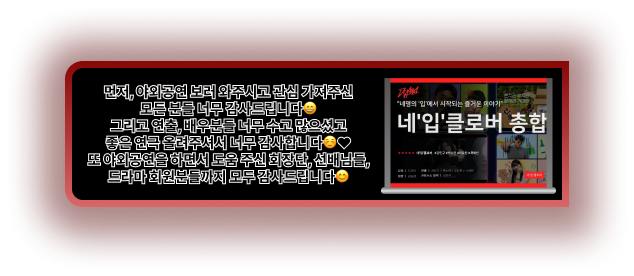 먼저, 야외공연 보러 와주시고 관심 가져주신
모든 분들 너무 감사드립니다😄
그리고 연출, 배우분들 너무 수고 많으셨고
좋은 연극 올려주셔서 너무 감사합니다☺️🤍
또 야외공연을 하면서 도움 주신 회장단, 선배님들,
드라마 회원분들까지 모두 감사드립니다😊
"네명의 '입'에서 시작되는 즐거운 이야기"
네'입'클로버 총합